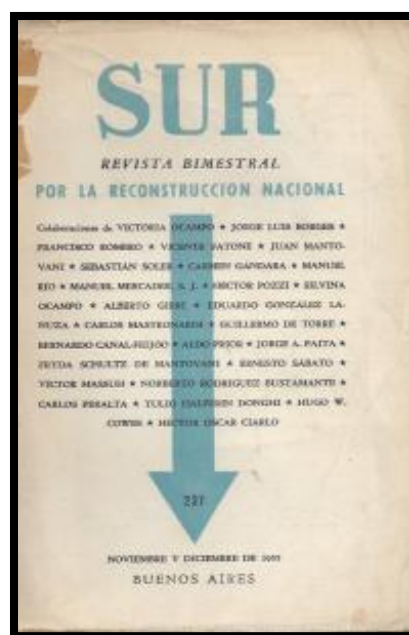 SUR
REVISTA BIMESTRAL
POR LA RECONSTRUCCION NACIONAL
Colaboraciones de VICTORIA OCAMPO ★ JORGE LUIS BORGES ★
FRANCISCO ROMERO ★ VICENTE FATONE ★ JUAN MANTO-
VANI ★ SEBASTIAN SOLER ★ CARMEN GANDARA ★ MANUEL
RIO ★ MANUEL MERCADER, S. J. ★ HECTOR POZZI ★ SILVINA
OCAMPO ★ ALBERTO GIRRI ★ EDUARDO GONZALEZ LA-
NUZA ★ CARLOS MASTRONARDI ★ GUILLERMO DE TORRE ★
BERNARDO CANAL-FEIJOO ★ ALDO PRIOR ★ JORGE A. PAITA ★
FRYDA SCHULTZ DE MANTOVANI ★ ERNESTO SABATO ★
VICTOR MASSUH ★ NORBERTO RODRIGUEZ BUSTAMANTE ★
CARLOS PERALTA ★ TULIO HALPERIN DONGHI ★ HUGO W.
COWES ★ HECTOR OSCAR CIARLO
237
NOVIEMBRE Y DICIEMBRE DE 1955
BUENOS AIRES